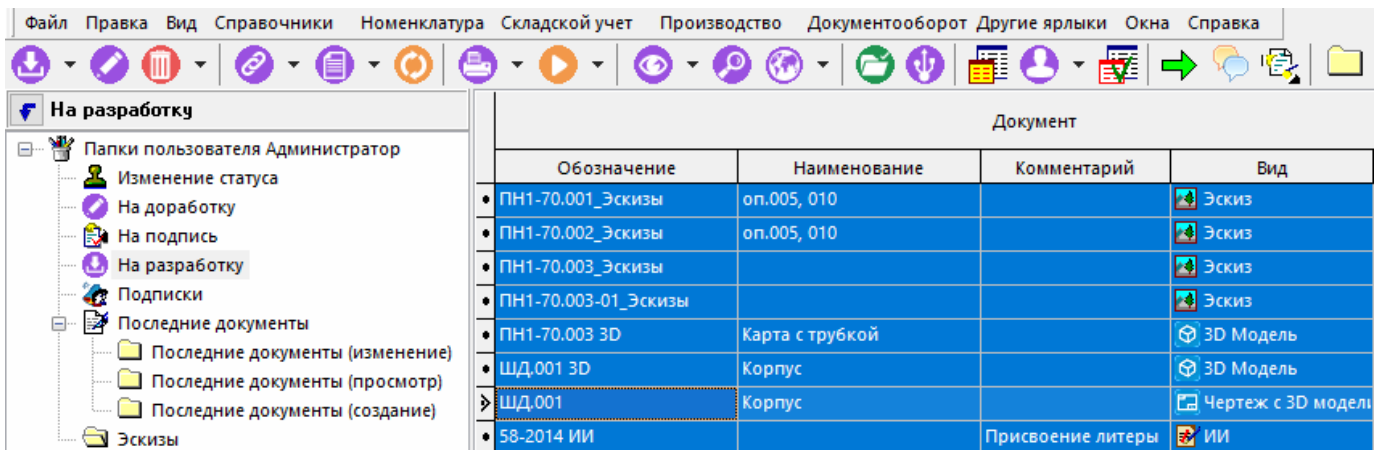 Файл Правка Вид Справочники Номенклатура Складской учет Производство Документооборот Другие ярлыки Окна Справка
На разработку
Папки пользователя Администратор
Изменение статуса
На доработку
На подпись
На разработку
Подписки
Последние документы
Последние документы (изменение)
Последние документы (просмотр)
Последние документы (создание)
Эскизы
Документ
Обозначение Наименование Комментарий Вид
ПН1-70.001_Эскизы оп.005, 010 Эскиз
ПН1-70.002_Эскизы оп.005, 010 Эскиз
ПН1-70.003_Эскизы Эскиз
ПН1-70.003-01_Эскизы Эскиз
ПН1-70.003 3D Карта с трубкой 3D Модель
ШД.001 3D Корпус 3D Модель
ШД.001 Корпус Чертеж с 3D модели
58-2014 ИИ Присвоение литеры ИИ